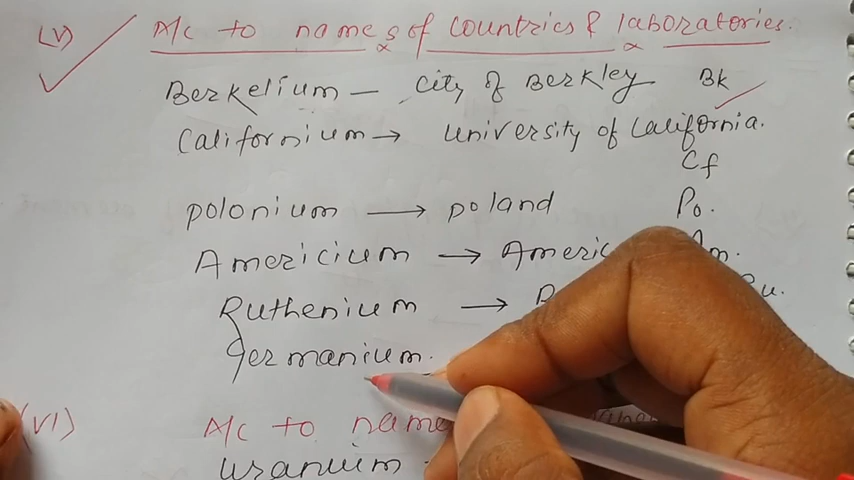 (V) A/c to names of countries & laboratories.
Berkelium — City of Berkley Bk
Californium → University of California.
Cf
polonium → poland Po.
Americium → Americ
Ruthenium →
Germanium.
(VI) A/c to name
Uranium